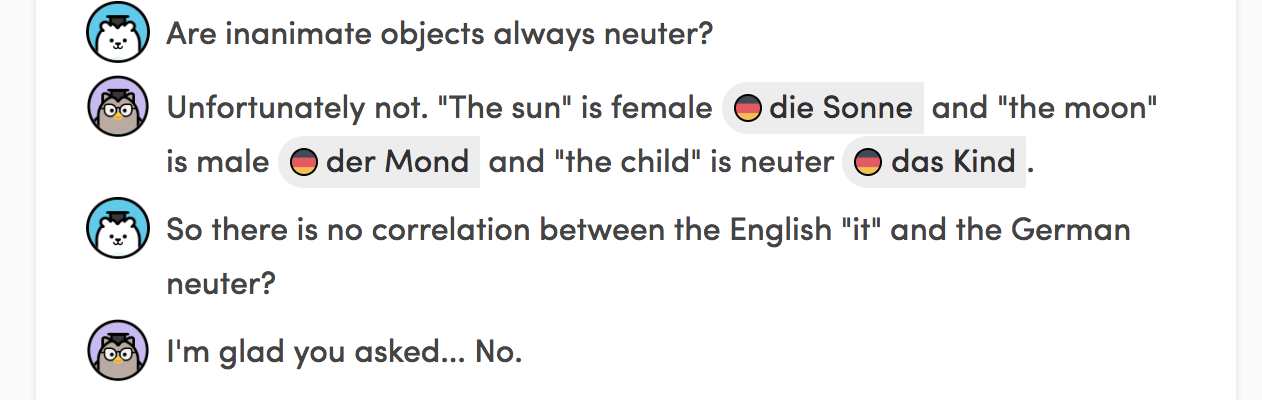 Are inanimate objects always neuter?
Unfortunately not. "The sun" is female die Sonne and "the moon"
is male der Mond and "the child" is neuter das Kind.
So there is no correlation between the English "it" and the German
neuter?
I'm glad you asked... No.